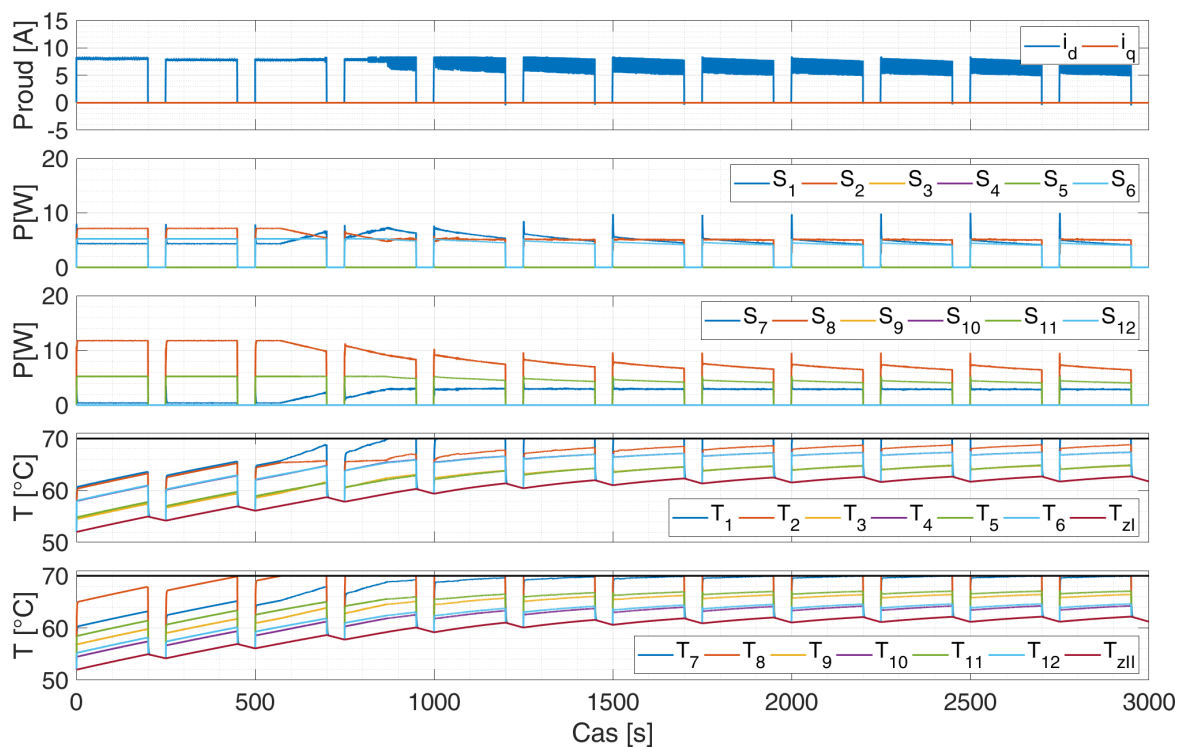 15
10
5
0
-5
Proud [A]
i_d i_q
20
10
0
P[W]
S_1 S_2 S_3 S_4 S_5 S_6
20
10
0
P[W]
S_7 S_8 S_9 S_10 S_11 S_12
70
60
50
T [°C]
T_1 T_2 T_3 T_4 T_5 T_6 T_zI
70
60
50
T [°C]
T_7 T_8 T_9 T_10 T_11 T_12 T_zII
0 500 1000 1500 2000 2500 3000
Cas [s]